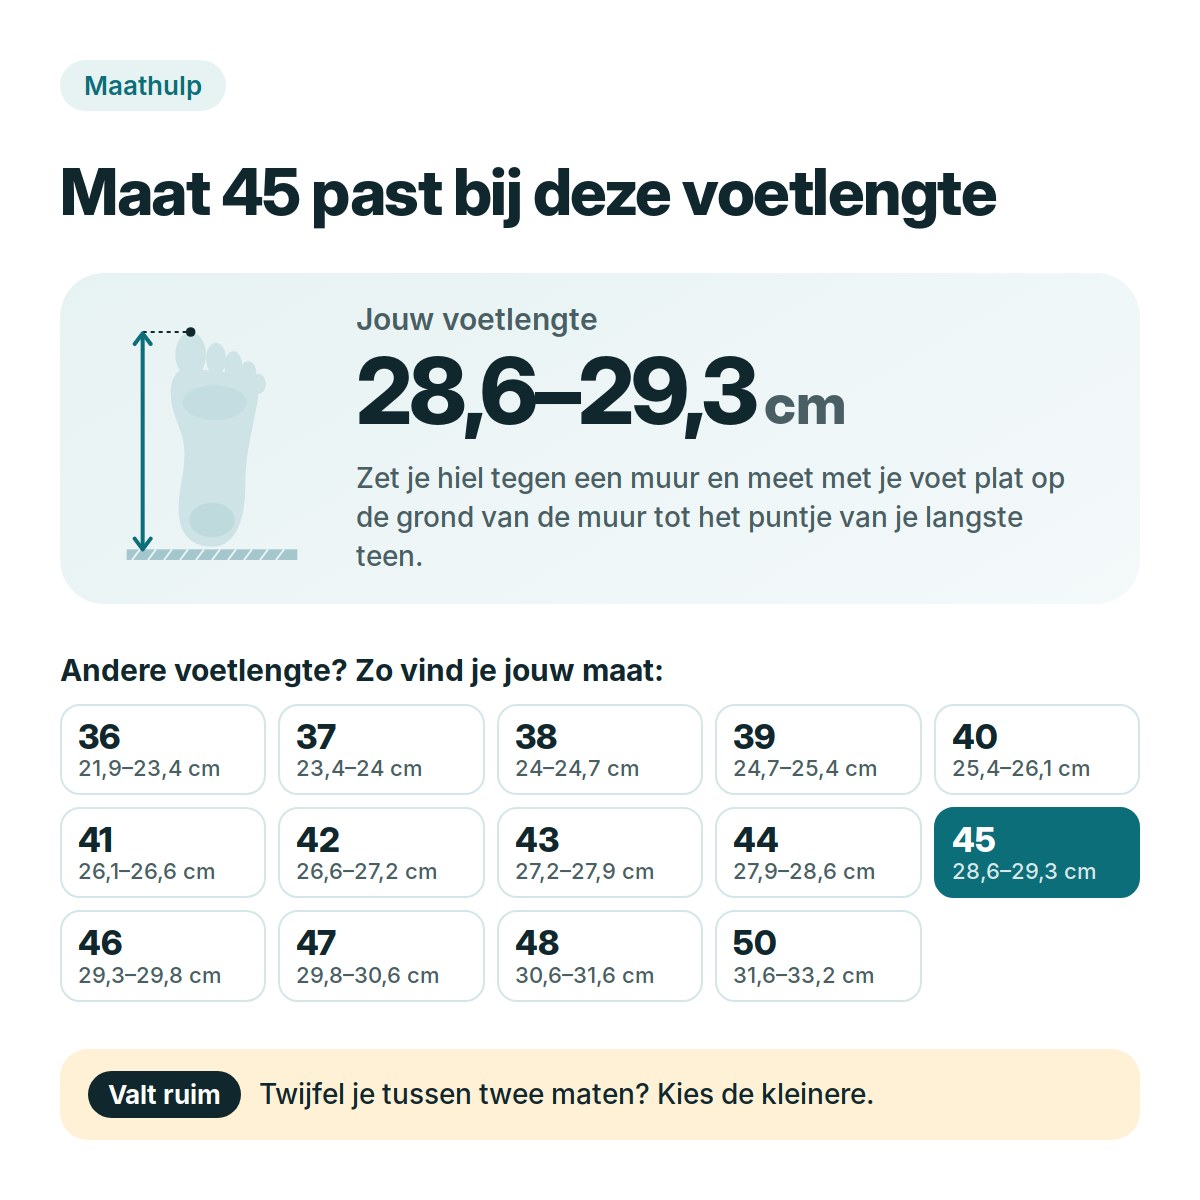 Maathulp
Maat 45 past bij deze voetlengte
Jouw voetlengte
28,6–29,3 cm
Zet je hiel tegen een muur en meet met je voet plat op
de grond van de muur tot het puntje van je langste
teen.
Andere voetlengte? Zo vind je jouw maat:
36
21,9–23,4 cm
37
23,4–24 cm
38
24–24,7 cm
39
24,7–25,4 cm
40
25,4–26,1 cm
41
26,1–26,6 cm
42
26,6–27,2 cm
43
27,2–27,9 cm
44
27,9–28,6 cm
45
28,6–29,3 cm
46
29,3–29,8 cm
47
29,8–30,6 cm
48
30,6–31,6 cm
50
31,6–33,2 cm
Valt ruim Twijfel je tussen twee maten? Kies de kleinere.